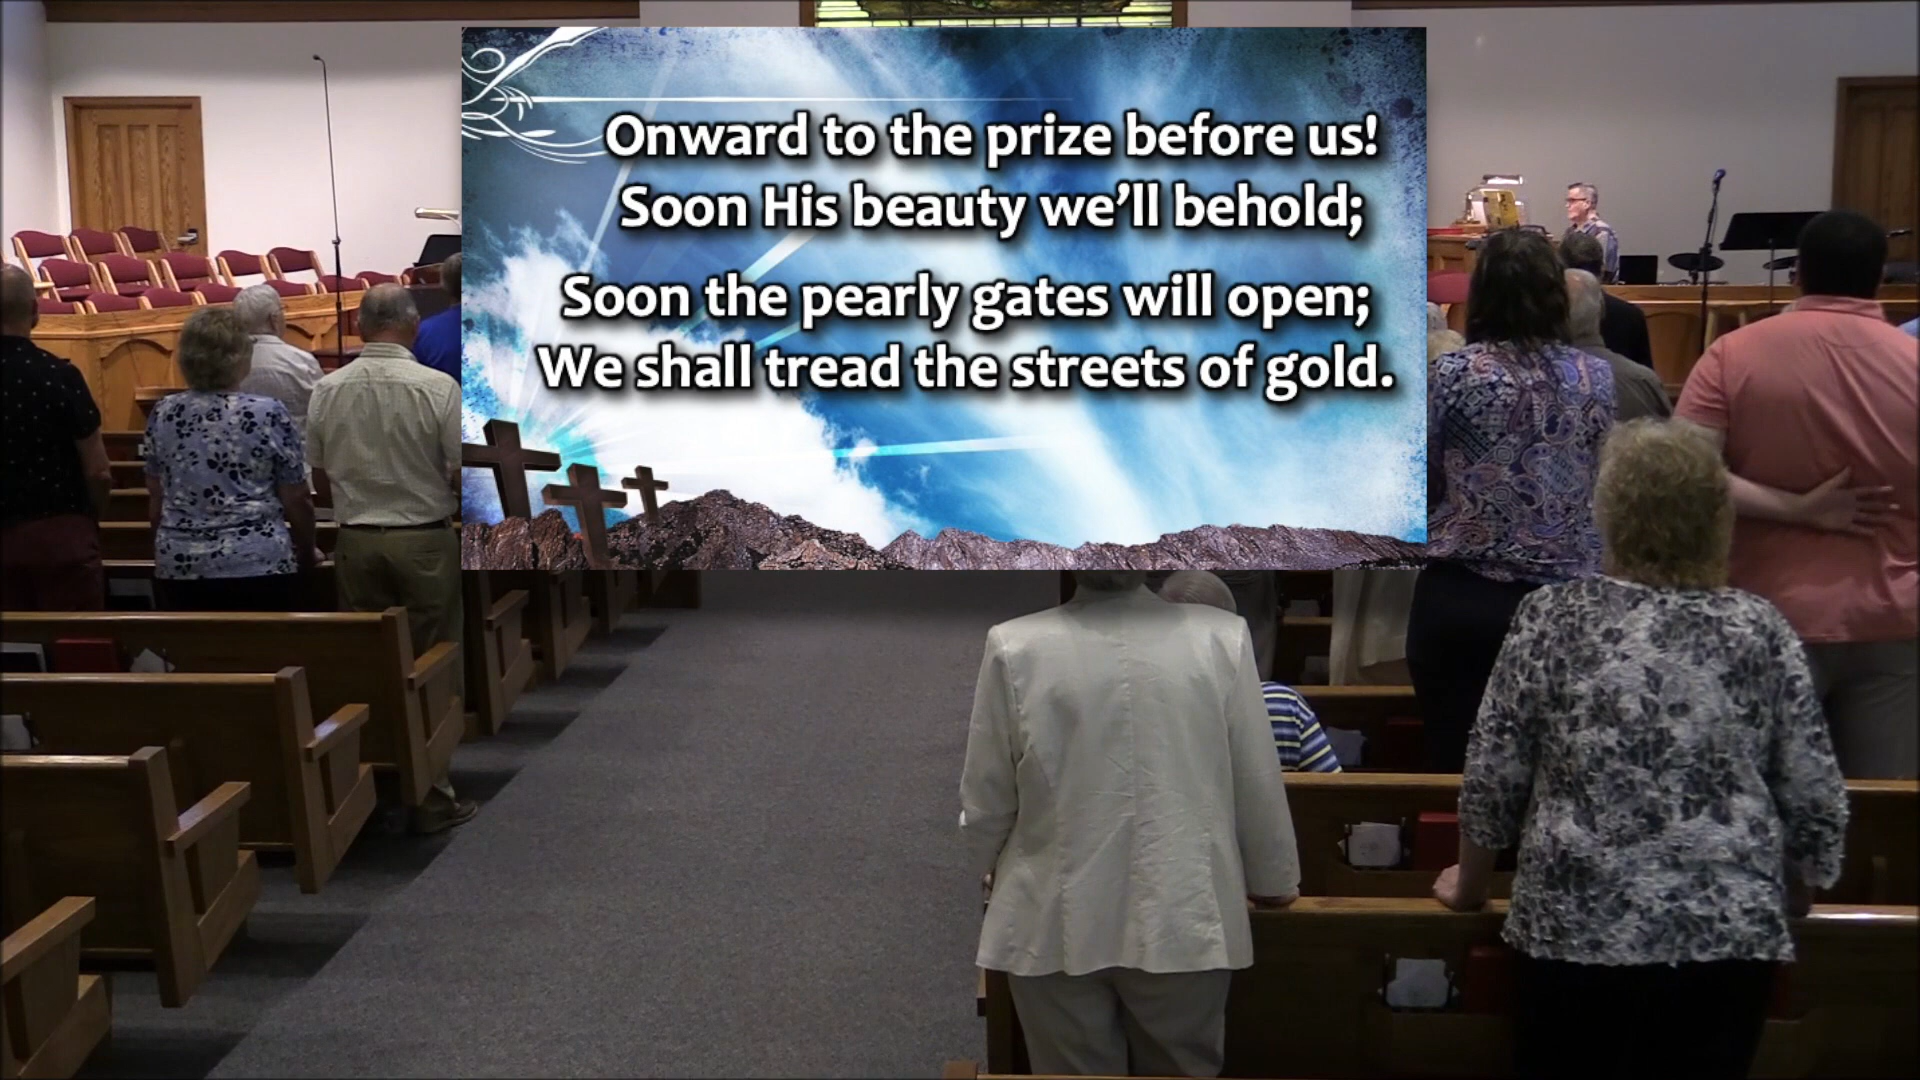 Onward to the prize before us!
Soon His beauty we’ll behold;
Soon the pearly gates will open;
We shall tread the streets of gold.